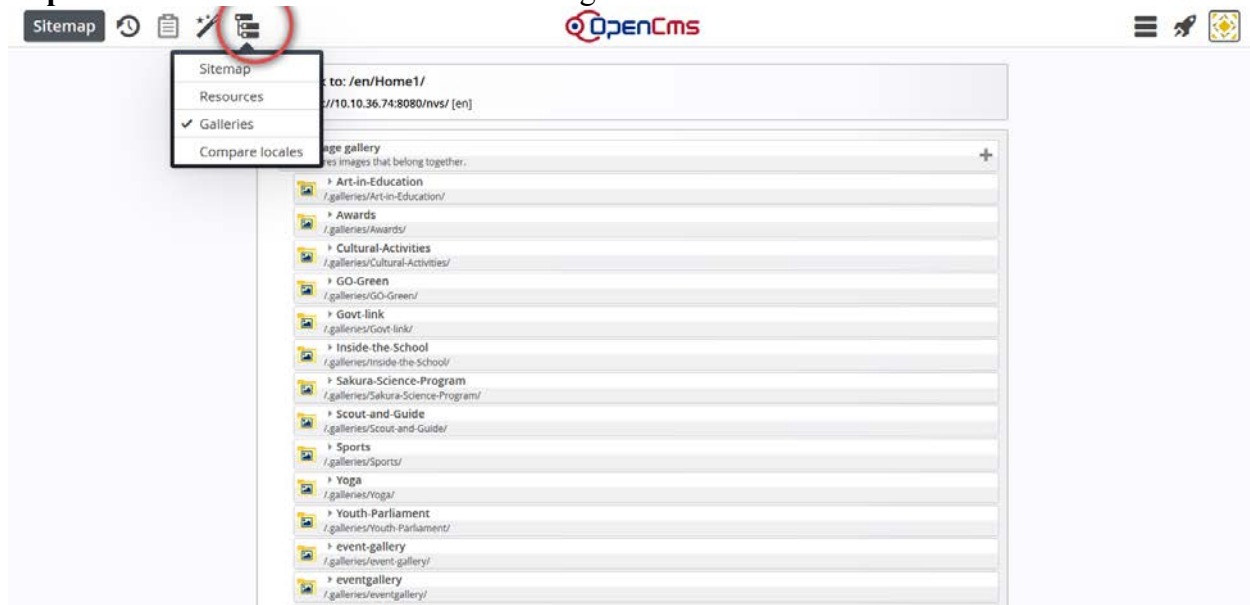 Sitemap
OpenCms
Sitemap
Resources
Galleries
Compare locales
to: /en/Home1/
://10.10.36.74:8080/nvs/ [en]
age gallery
res images that belong together.
Art-in-Education
/.galleries/Art-in-Education/
Awards
/.galleries/Awards/
Cultural-Activities
/.galleries/Cultural-Activities/
GO-Green
/.galleries/GO-Green/
Govt-link
/.galleries/Govt-link/
Inside-the-School
/.galleries/Inside-the-School/
Sakura-Science-Program
/.galleries/Sakura-Science-Program/
Scout-and-Guide
/.galleries/Scout-and-Guide/
Sports
/.galleries/Sports/
Yoga
/.galleries/Yoga/
Youth-Parliament
/.galleries/Youth-Parliament/
event-gallery
/.galleries/event-gallery/
eventgallery
/.galleries/eventgallery/